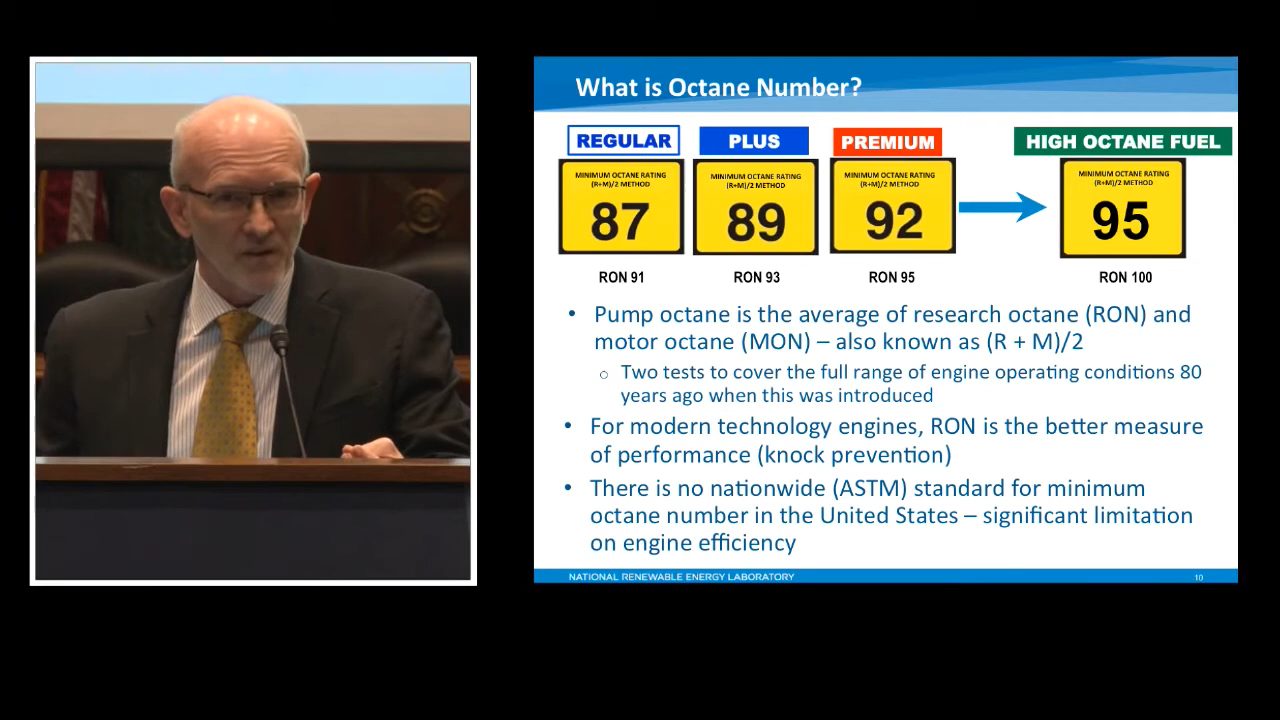 What is Octane Number?
REGULAR
PLUS
PREMIUM
HIGH OCTANE FUEL
MINIMUM OCTANE RATING
(R+M)/2 METHOD
87
MINIMUM OCTANE RATING
(R+M)/2 METHOD
89
MINIMUM OCTANE RATING
(R+M)/2 METHOD
92
MINIMUM OCTANE RATING
(R+M)/2 METHOD
95
RON 91
RON 93
RON 95
RON 100
• Pump octane is the average of research octane (RON) and
motor octane (MON) – also known as (R + M)/2
○ Two tests to cover the full range of engine operating conditions 80
years ago when this was introduced
• For modern technology engines, RON is the better measure
of performance (knock prevention)
• There is no nationwide (ASTM) standard for minimum
octane number in the United States – significant limitation
on engine efficiency
NATIONAL RENEWABLE ENERGY LABORATORY
10